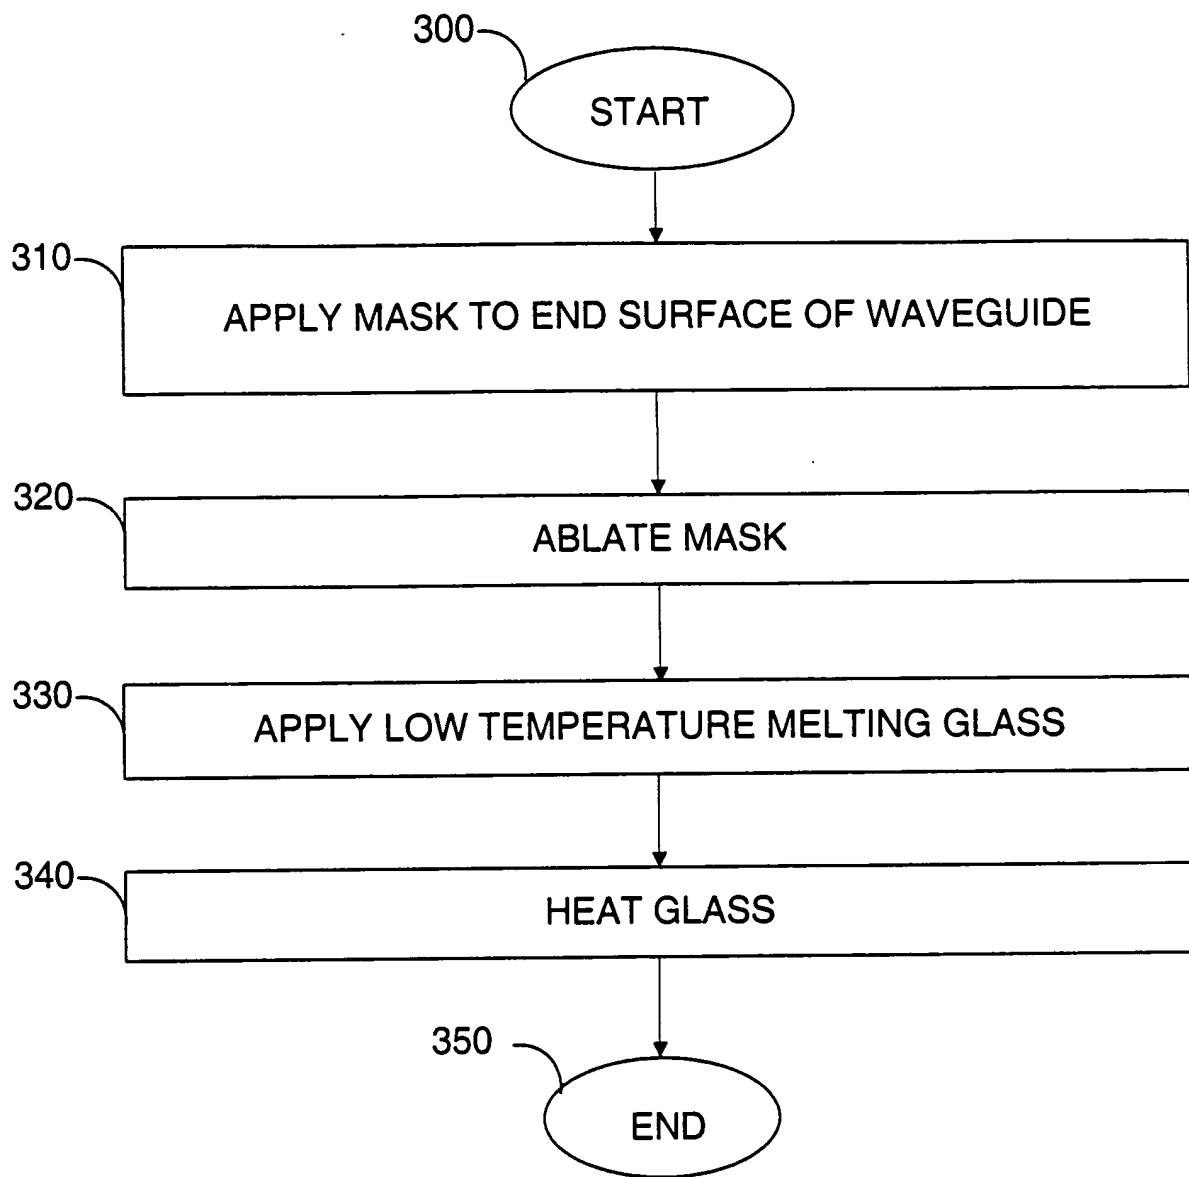 300
START
310
APPLY MASK TO END SURFACE OF WAVEGUIDE
320
ABLATE MASK
330
APPLY LOW TEMPERATURE MELTING GLASS
340
HEAT GLASS
350
END